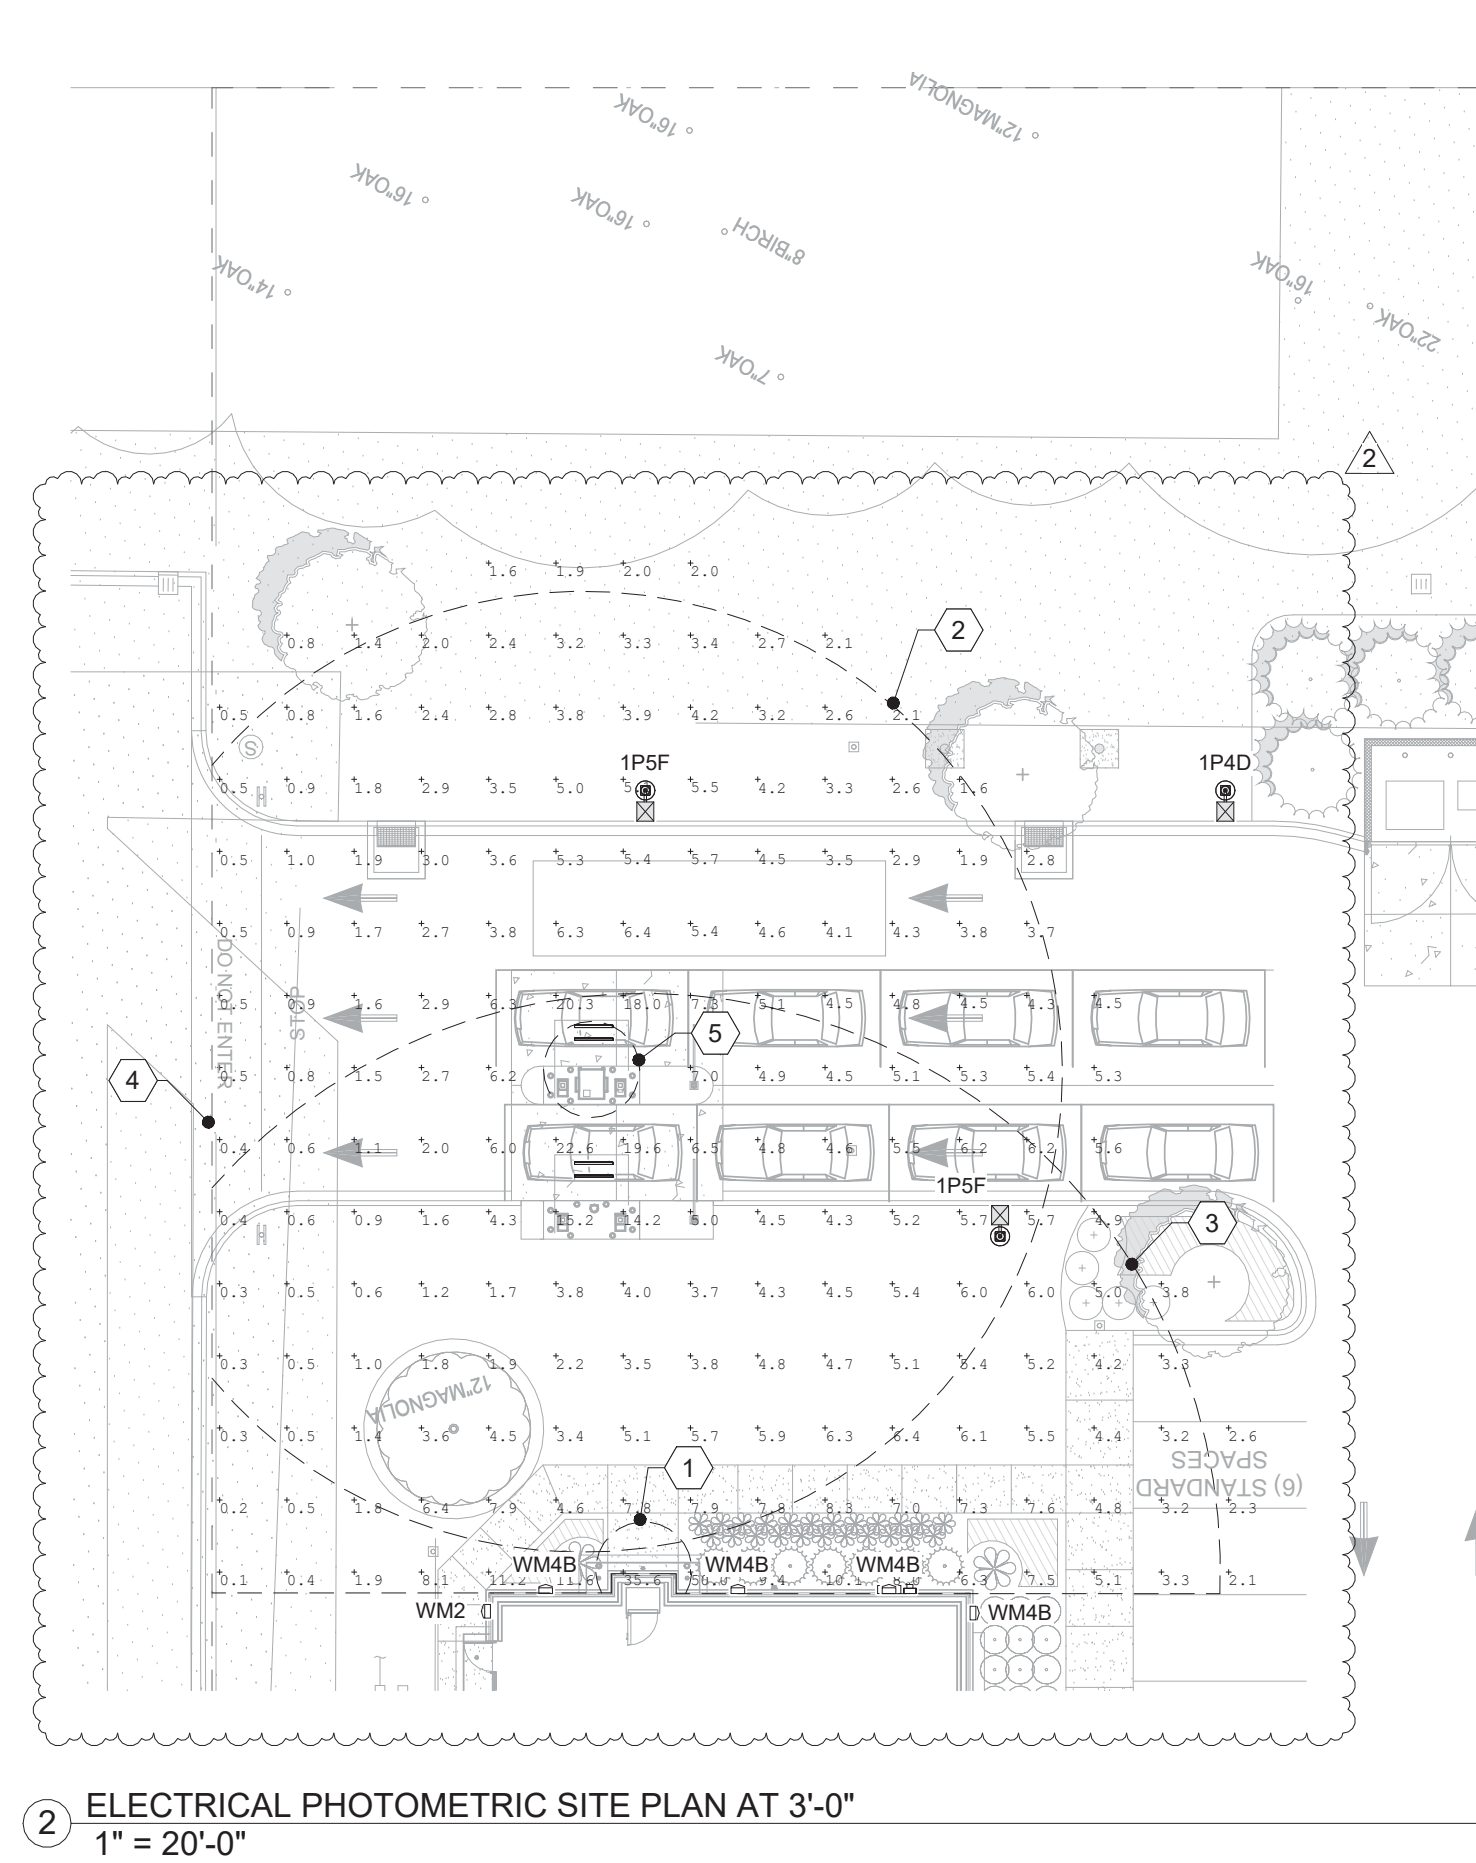 12"MAGNOLIA
16"OAK
16"OAK
16"OAK
8"BIRCH
14"OAK
16"OAK
22"OAK
7"OAK
2
1.6 1.9 2.0 2.0
2
0.8 1.4 2.0 2.4 3.2 3.3 3.4 2.7 2.1
0.5 0.8 1.6 2.4 2.8 3.8 3.9 4.2 3.2 2.6 2.1
S
1P5F 1P4D
0.5 0.9 1.8 2.9 3.5 5.0 5.5 4.2 3.3 2.6 1.6
0.5 1.0 1.9 3.0 3.6 5.3 5.4 5.7 4.5 3.5 2.9 1.9 2.8
0.5 0.9 1.7 2.7 3.8 6.3 6.4 5.4 4.6 4.1 4.3 3.8 3.7
DO NOT ENTER
STOP
0.5 0.9 1.6 2.9 6.3 20.3 18.0 7.3 5.1 4.5 4.8 4.5 4.3 4.5
5
4
0.5 0.8 1.5 2.7 6.2 7.0 4.9 4.5 5.1 5.3 5.4 5.3
0.4 0.6 1.1 2.0 6.0 22.6 19.6 6.5 4.8 4.6 5.5 6.2 6.2 5.6
1P5F
0.4 0.6 0.9 1.6 4.3 15.2 14.2 5.0 4.5 4.3 5.2 5.7 5.7 4.9
3
0.3 0.5 0.6 1.2 1.7 3.8 4.0 3.7 4.3 4.5 5.4 6.0 6.0 5.0 3.8
0.3 0.5 1.0 1.8 1.9 2.2 3.5 3.8 4.8 4.7 5.1 5.4 5.2 4.2 3.3
12"MAGNOLIA
0.3 0.5 1.4 3.6 4.5 3.4 5.1 5.7 5.9 6.3 6.4 6.1 5.5 4.4 3.2 2.6
(6) STANDARD
SPACES
1
0.2 0.5 1.8 6.4 7.9 4.6 7.8 7.9 7.8 8.3 7.0 7.3 7.6 4.8 3.2 2.3
WM4B WM4B WM4B
0.1 0.4 1.9 8.1 11.2 11.6 35.6 9.4 10.1 6.3 7.5 5.1 3.3 2.1
WM2 WM4B
2 ELECTRICAL PHOTOMETRIC SITE PLAN AT 3'-0"
1" = 20'-0"